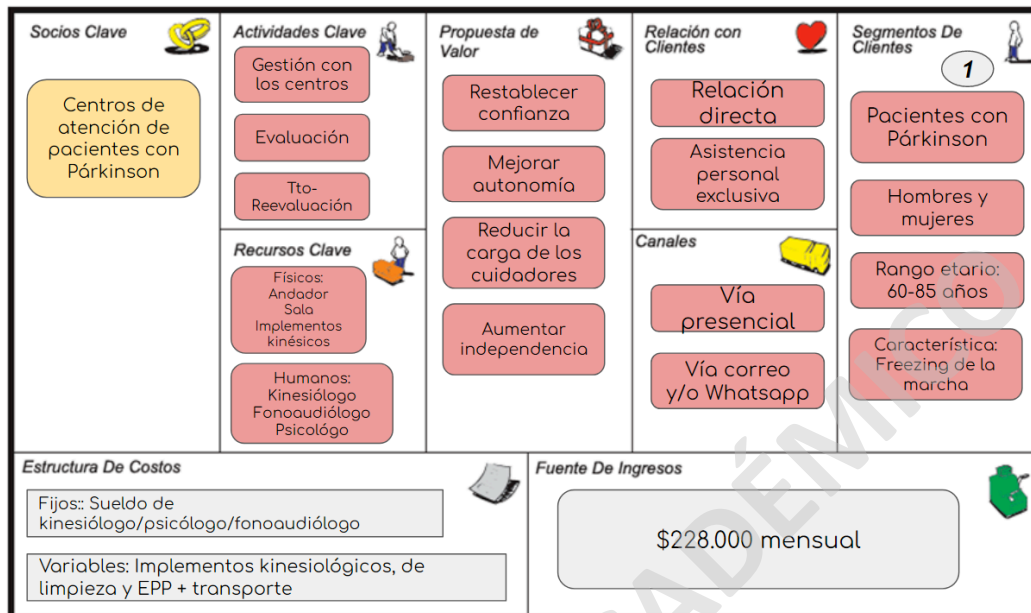 Socios Clave
Centros de
atención de
pacientes con
Párkinson
Actividades Clave
Gestión con
los centros
Evaluación
Tto-
Reevaluación
Recursos Clave
Físicos:
Andador
Sala
Implementos
kinésicos
Humanos:
Kinesiólogo
Fonoaudiólogo
Psicológo
Propuesta de
Valor
Restablecer
confianza
Mejorar
autonomía
Reducir la
carga de los
cuidadores
Aumentar
independencia
Relación con
Clientes
Relación
directa
Asistencia
personal
exclusiva
Canales
Vía
presencial
Vía correo
y/o Whatsapp
Segmentos De
Clientes
1
Pacientes con
Párkinson
Hombres y
mujeres
Rango etario:
60-85 años
Característica:
Freezing de la
marcha
Estructura De Costos
Fijos:: Sueldo de
kinesiólogo/psicólogo/fonoaudiólogo
Variables: Implementos kinesiológicos, de
limpieza y EPP + transporte
Fuente De Ingresos
$228.000 mensual
ACADÉMICO